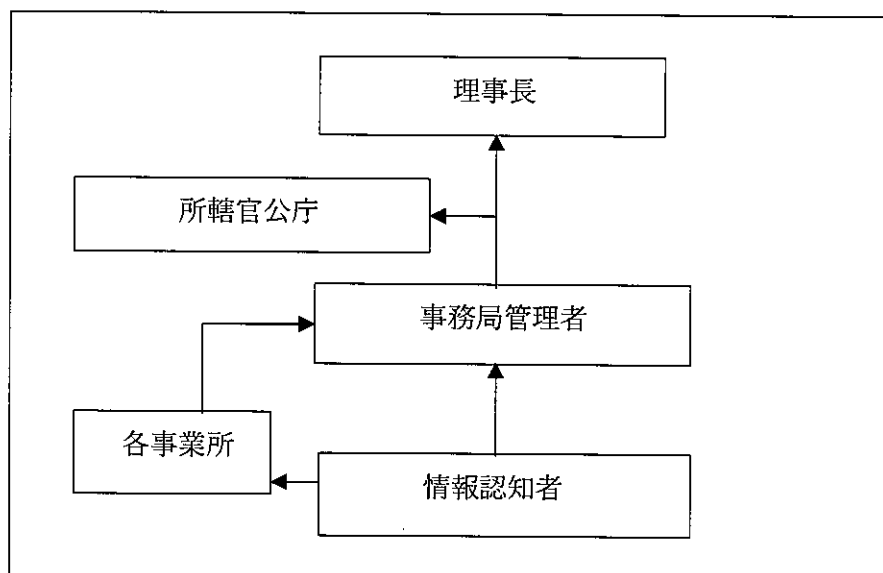 理事長
所轄官公庁
事務局管理者
各事業所
情報認知者